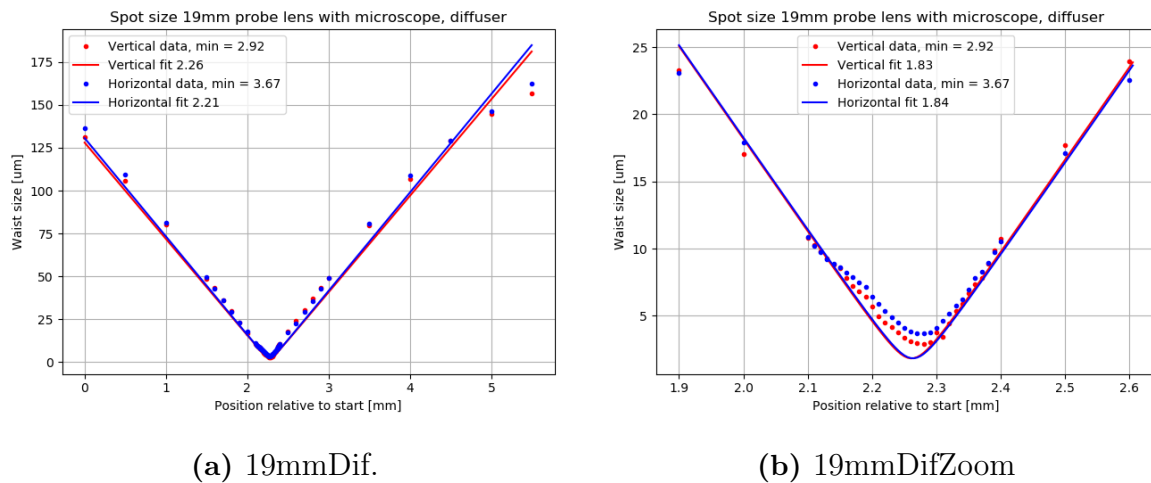 Spot size 19mm probe lens with microscope, diffuser
Vertical data, min = 2.92
Vertical fit 2.26
Horizontal data, min = 3.67
Horizontal fit 2.21
Waist size [um]
175
150
125
100
75
50
25
0
0 1 2 3 4 5
Position relative to start [mm]
(a) 19mmDif.
Spot size 19mm probe lens with microscope, diffuser
Vertical data, min = 2.92
Vertical fit 1.83
Horizontal data, min = 3.67
Horizontal fit 1.84
Waist size [um]
25
20
15
10
5
1.9 2.0 2.1 2.2 2.3 2.4 2.5 2.6
Position relative to start [mm]
(b) 19mmDifZoom